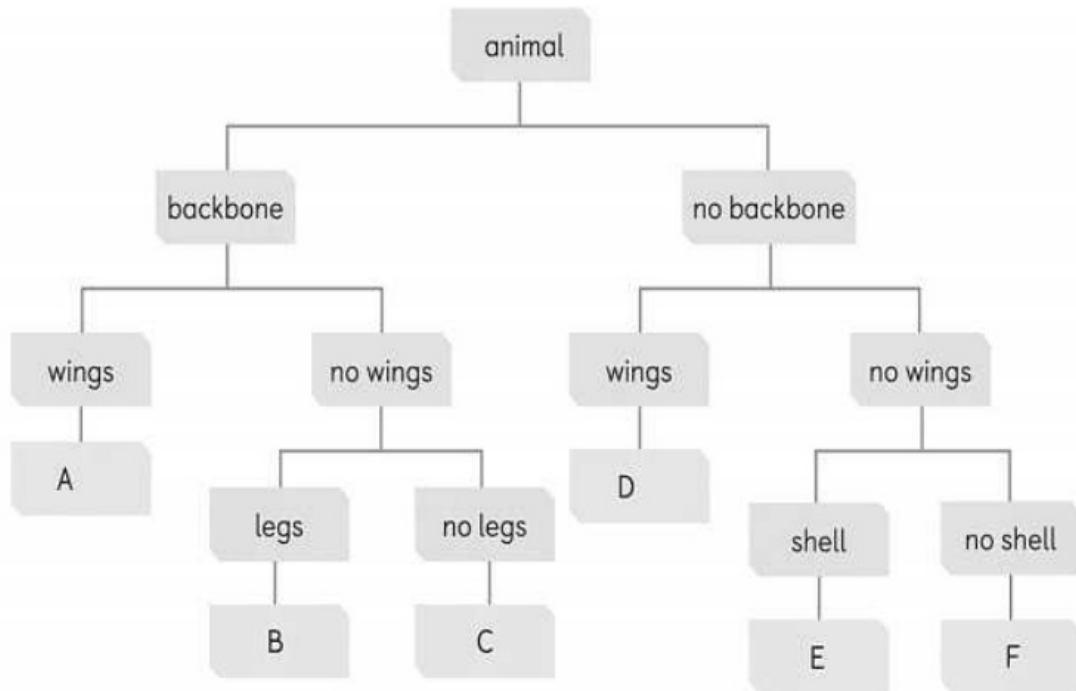 animal
backbone
no backbone
wings
no wings
wings
no wings
A
D
legs
no legs
shell
no shell
B
C
E
F